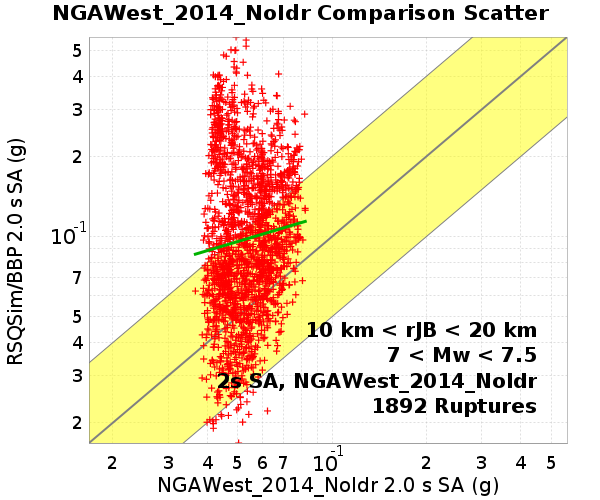 NGAWest_2014_NoIdr Comparison Scatter
RSQSim/BBP 2.0 s SA (g)
5
4
3
2
10^-1
7
5
4
3
2
10 km < rJB < 20 km
7 < Mw < 7.5
2s SA, NGAWest_2014_NoIdr
1892 Ruptures
2 3 4 5 6 7 10^-1 2 3 4 5
NGAWest_2014_NoIdr 2.0 s SA (g)